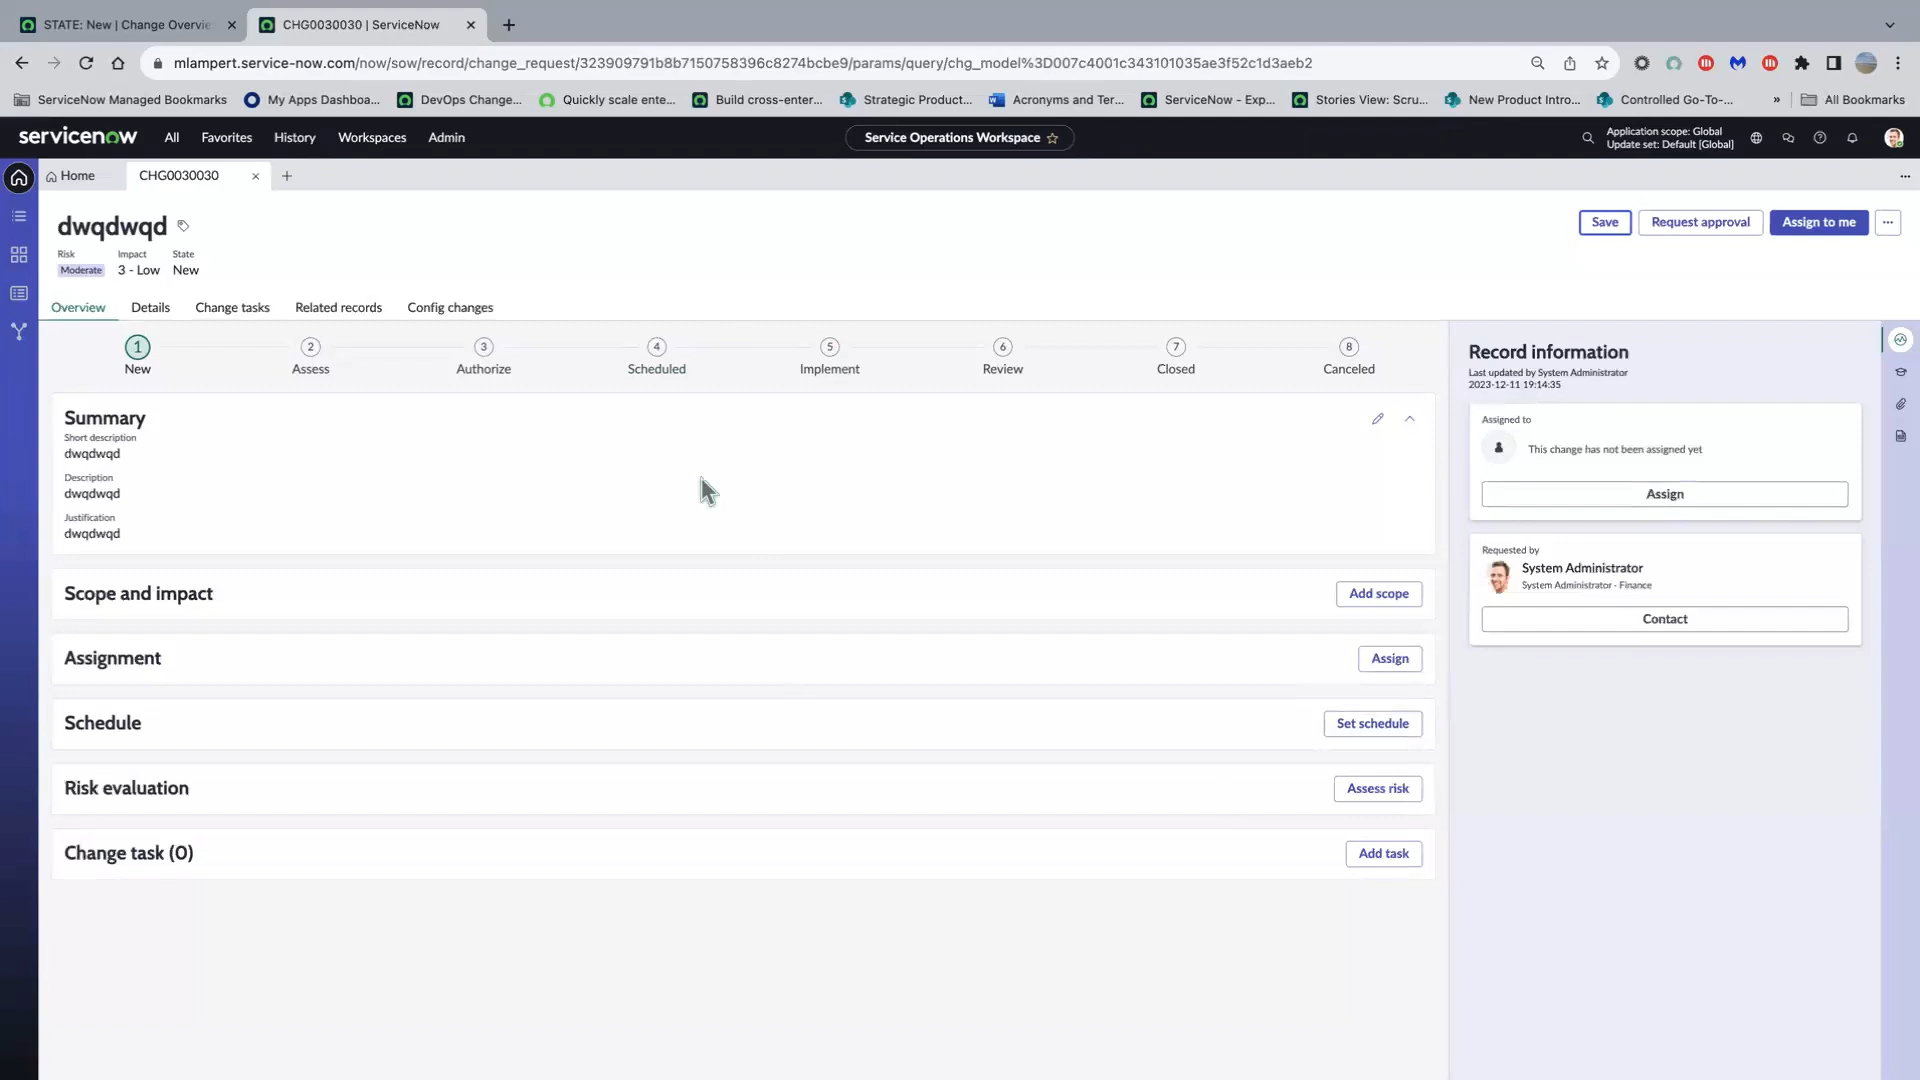 STATE: New | Change Overvie
CHG0030030 | ServiceNow
mlampert.service-now.com/now/sow/record/change_request/323909791b8b7150758396c8274bcbe9/params/query/chg_model%3D007c4001c343101035ae3f52c1d3aeb2
ServiceNow Managed Bookmarks
My Apps Dashboa...
DevOps Change...
Quickly scale ente...
Build cross-enter...
Strategic Product...
Acronyms and Ter...
ServiceNow - Exp...
Stories View: Scru...
New Product Intro...
Controlled Go-To-...
»
All Bookmarks
servicenow
All
Favorites
History
Workspaces
Admin
Service Operations Workspace
Application scope: Global
Update set: Default [Global]
Home
CHG0030030
dwqdwqd
Save
Request approval
Assign to me
Risk
Impact
State
Moderate
3 - Low
New
Overview
Details
Change tasks
Related records
Config changes
1
2
3
4
5
6
7
8
New
Assess
Authorize
Scheduled
Implement
Review
Closed
Canceled
Summary
Short description
dwqdwqd
Description
dwqdwqd
Justification
dwqdwqd
Scope and impact
Add scope
Assignment
Assign
Schedule
Set schedule
Risk evaluation
Assess risk
Change task (0)
Add task
Record information
Last updated by System Administrator
2023-12-11 19:14:35
Assigned to
This change has not been assigned yet
Assign
Requested by
System Administrator
System Administrator · Finance
Contact